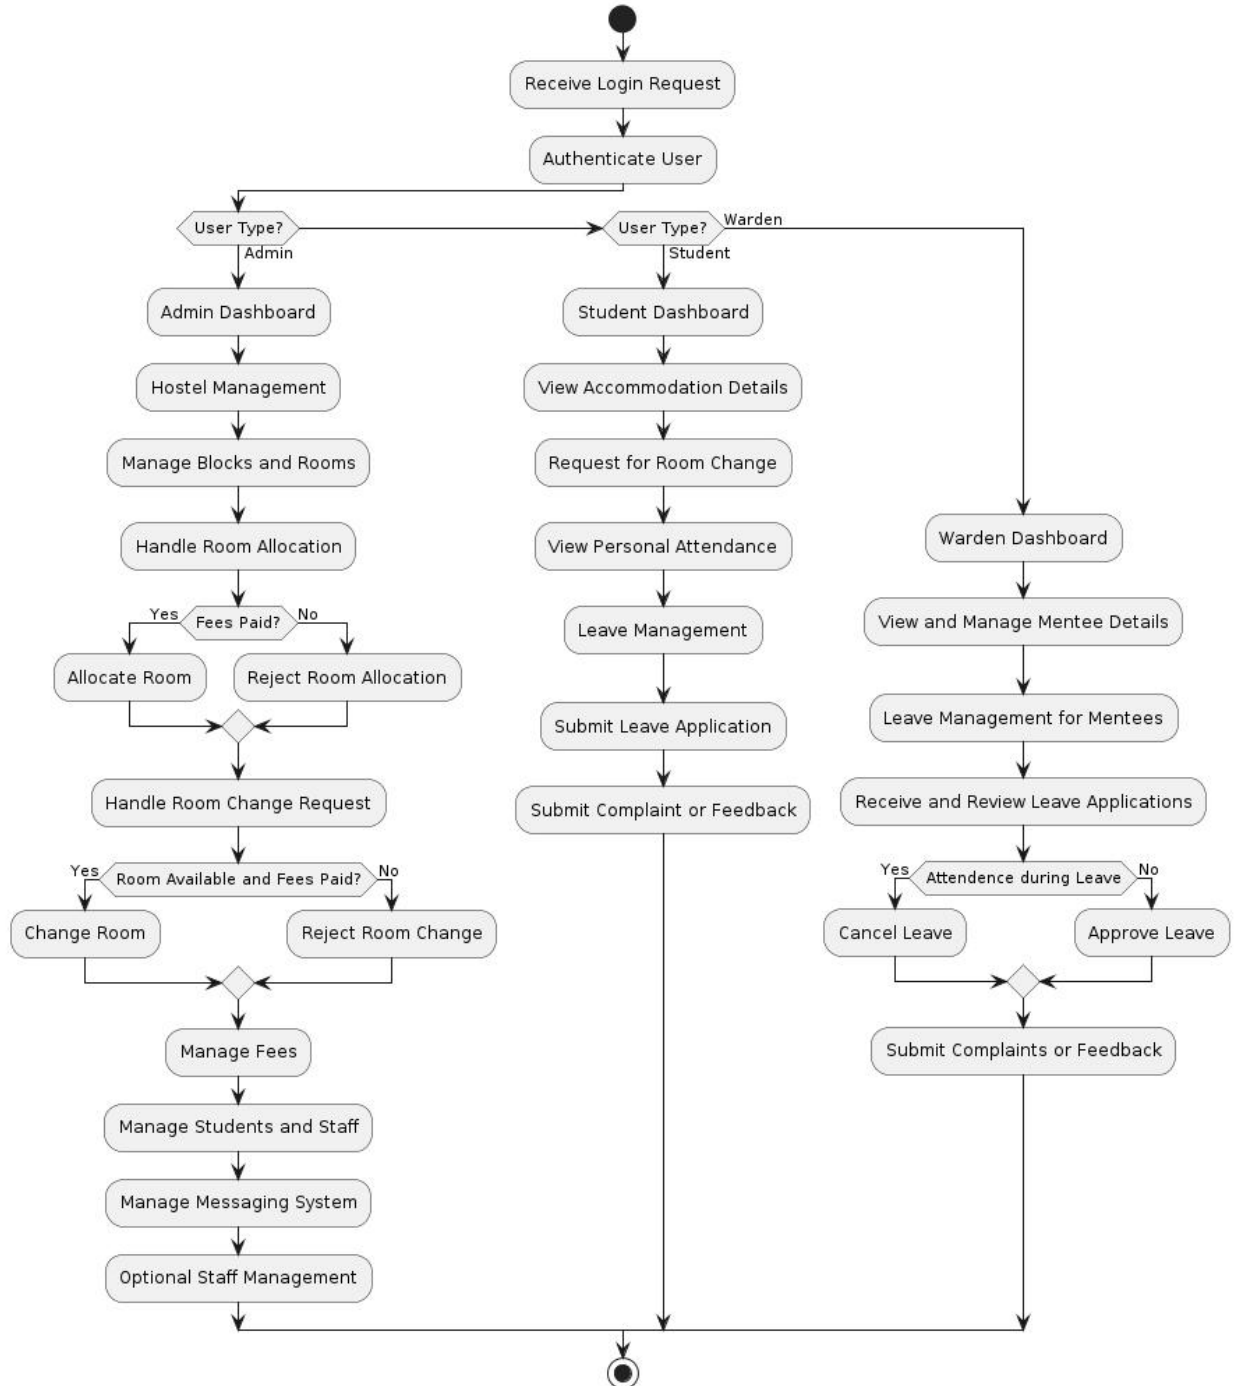 Receive Login Request
Authenticate User
User Type?
Admin
User Type?
Warden
Student
Admin Dashboard
Hostel Management
Manage Blocks and Rooms
Handle Room Allocation
Yes
Fees Paid?
No
Allocate Room
Reject Room Allocation
Handle Room Change Request
Yes
Room Available and Fees Paid?
No
Change Room
Reject Room Change
Manage Fees
Manage Students and Staff
Manage Messaging System
Optional Staff Management
Student Dashboard
View Accommodation Details
Request for Room Change
View Personal Attendance
Leave Management
Submit Leave Application
Submit Complaint or Feedback
Warden Dashboard
View and Manage Mentee Details
Leave Management for Mentees
Receive and Review Leave Applications
Yes
Attendence during Leave
No
Cancel Leave
Approve Leave
Submit Complaints or Feedback